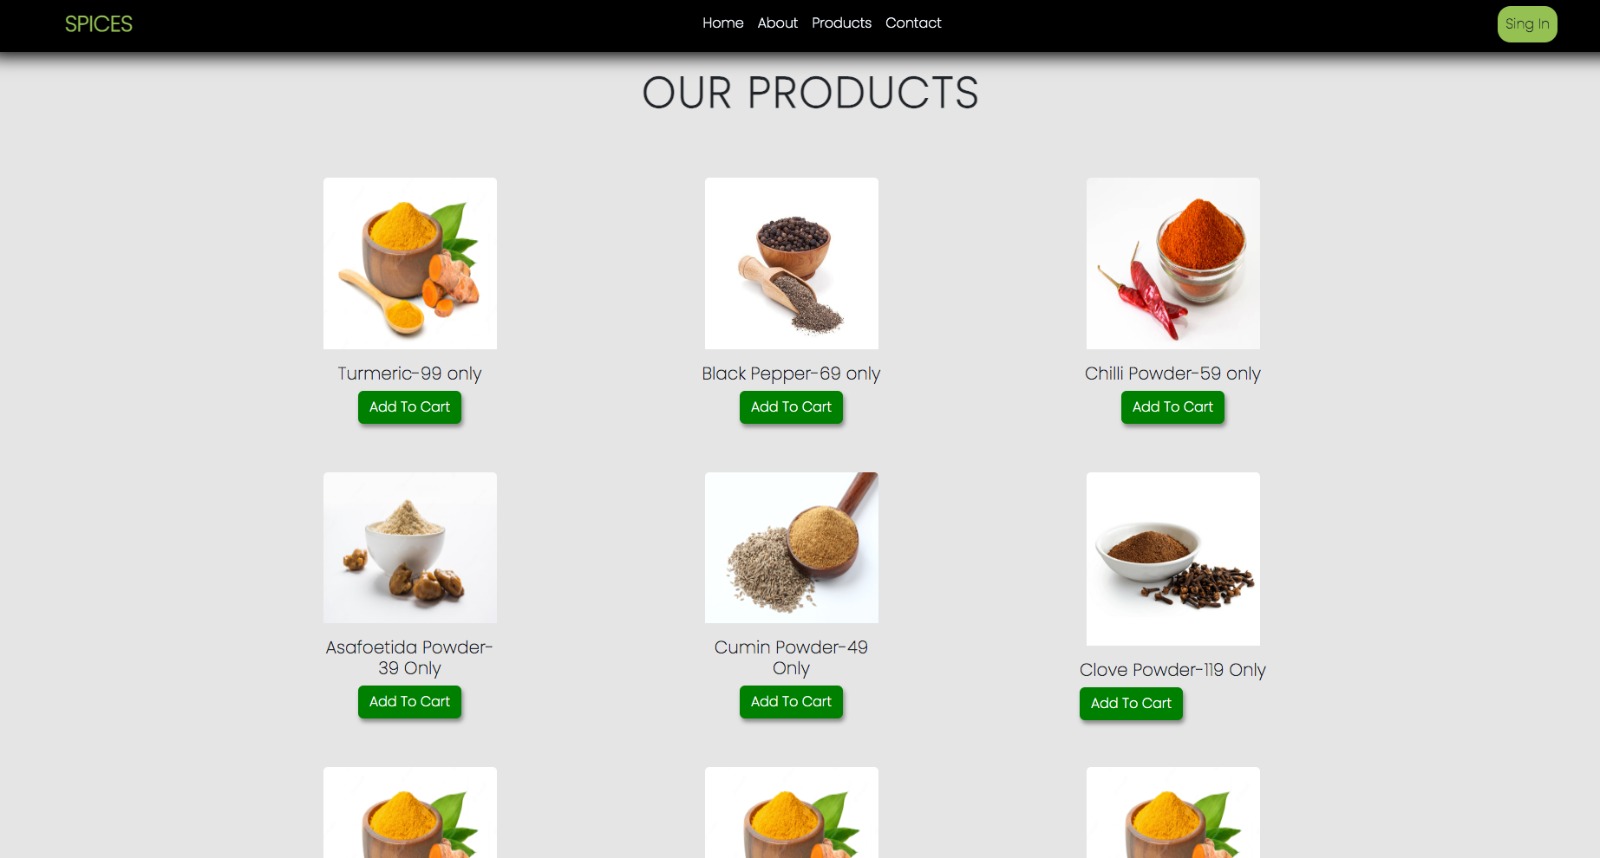 SPICES
Home About Products Contact
Sing In
OUR PRODUCTS
Turmeric-99 only
Black Pepper-69 only
Chilli Powder-59 only
Add To Cart
Add To Cart
Add To Cart
Asafoetida Powder-
39 Only
Cumin Powder-49
Only
Clove Powder-119 Only
Add To Cart
Add To Cart
Add To Cart